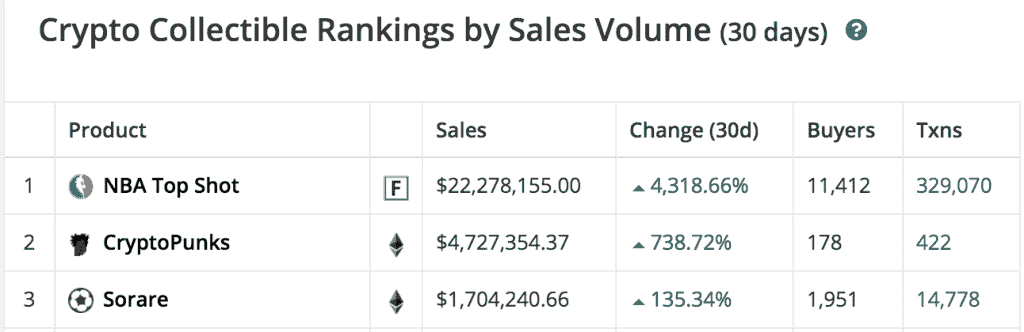 Crypto Collectible Rankings by Sales Volume (30 days) ?
Product Sales Change (30d) Buyers Txns
1 NBA Top Shot F $22,278,155.00 4,318.66% 11,412 329,070
2 CryptoPunks $4,727,354.37 738.72% 178 422
3 Sorare $1,704,240.66 135.34% 1,951 14,778